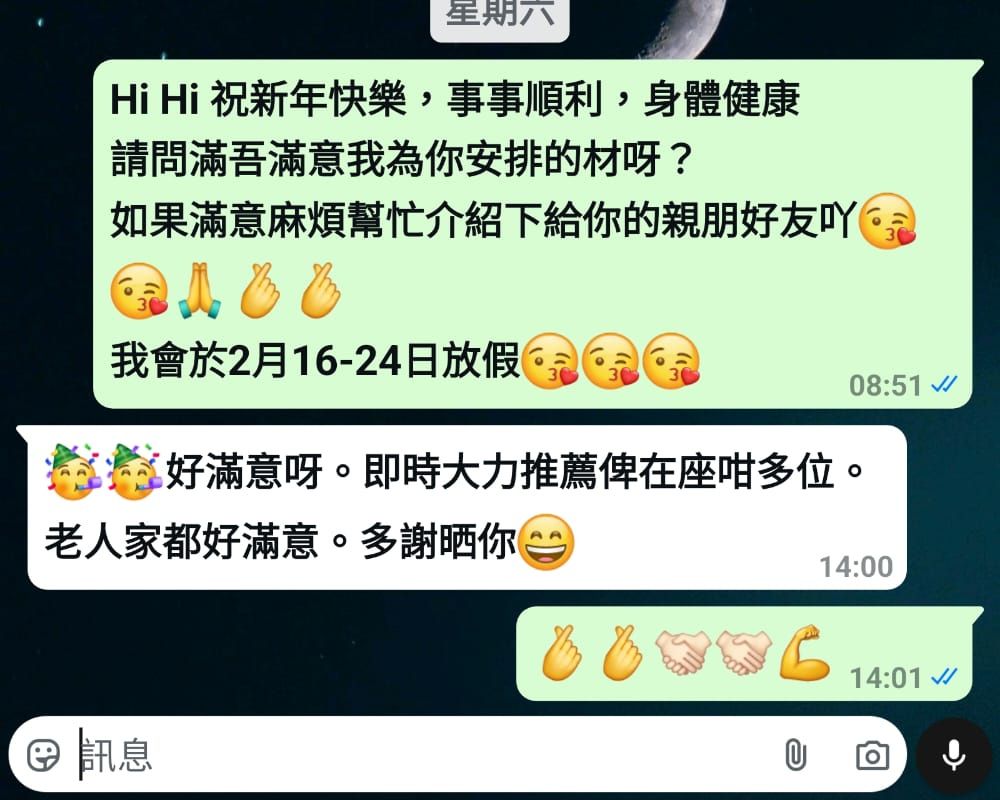 星期六
Hi Hi 祝新年快樂，事事順利，身體健康
請問滿吾滿意我為你安排的材呀？
如果滿意麻煩幫忙介紹下給你的親朋好友吖😘
😘🙏🫰🫰
我會於2月16-24日放假😘😘😘
08:51
🥳🥳好滿意呀。即時大力推薦俾在座咁多位。
老人家都好滿意。多謝晒你😄
14:00
🫰🫰🤝🏻🤝🏻💪
14:01
訊息